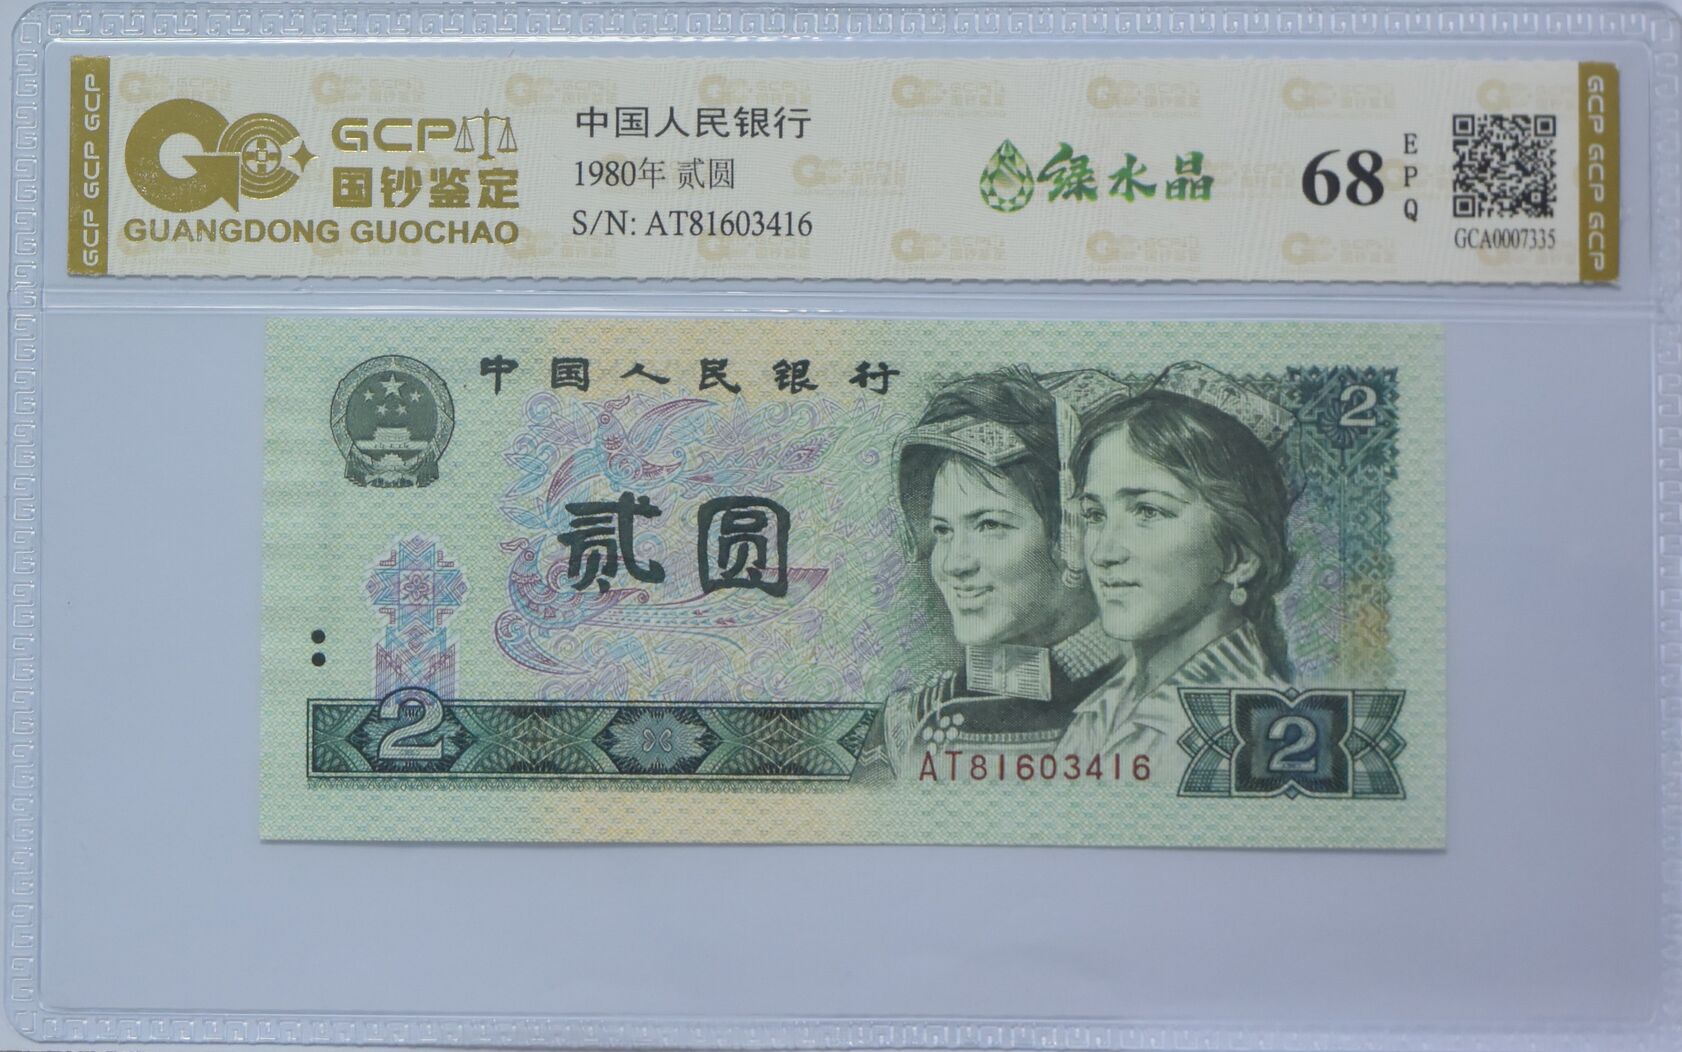 GCP GCP GCP
GCP
国钞鉴定
GUANGDONG GUOCHAO
中国人民银行
1980年 贰圆
S/N: AT81603416
绿水晶
68
EPQ
GCA0007335
GCP GCP GCP
中国人民银行
2
贰圆
2
AT81603416
2